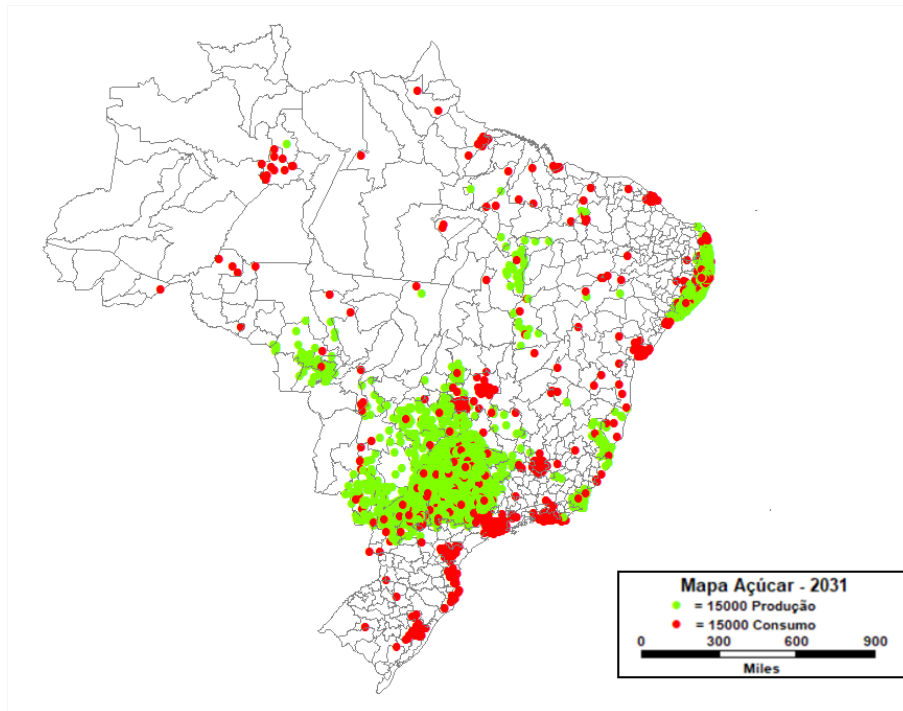 Mapa Açúcar - 2031
= 15000 Produção
= 15000 Consumo
0 300 600 900
Miles